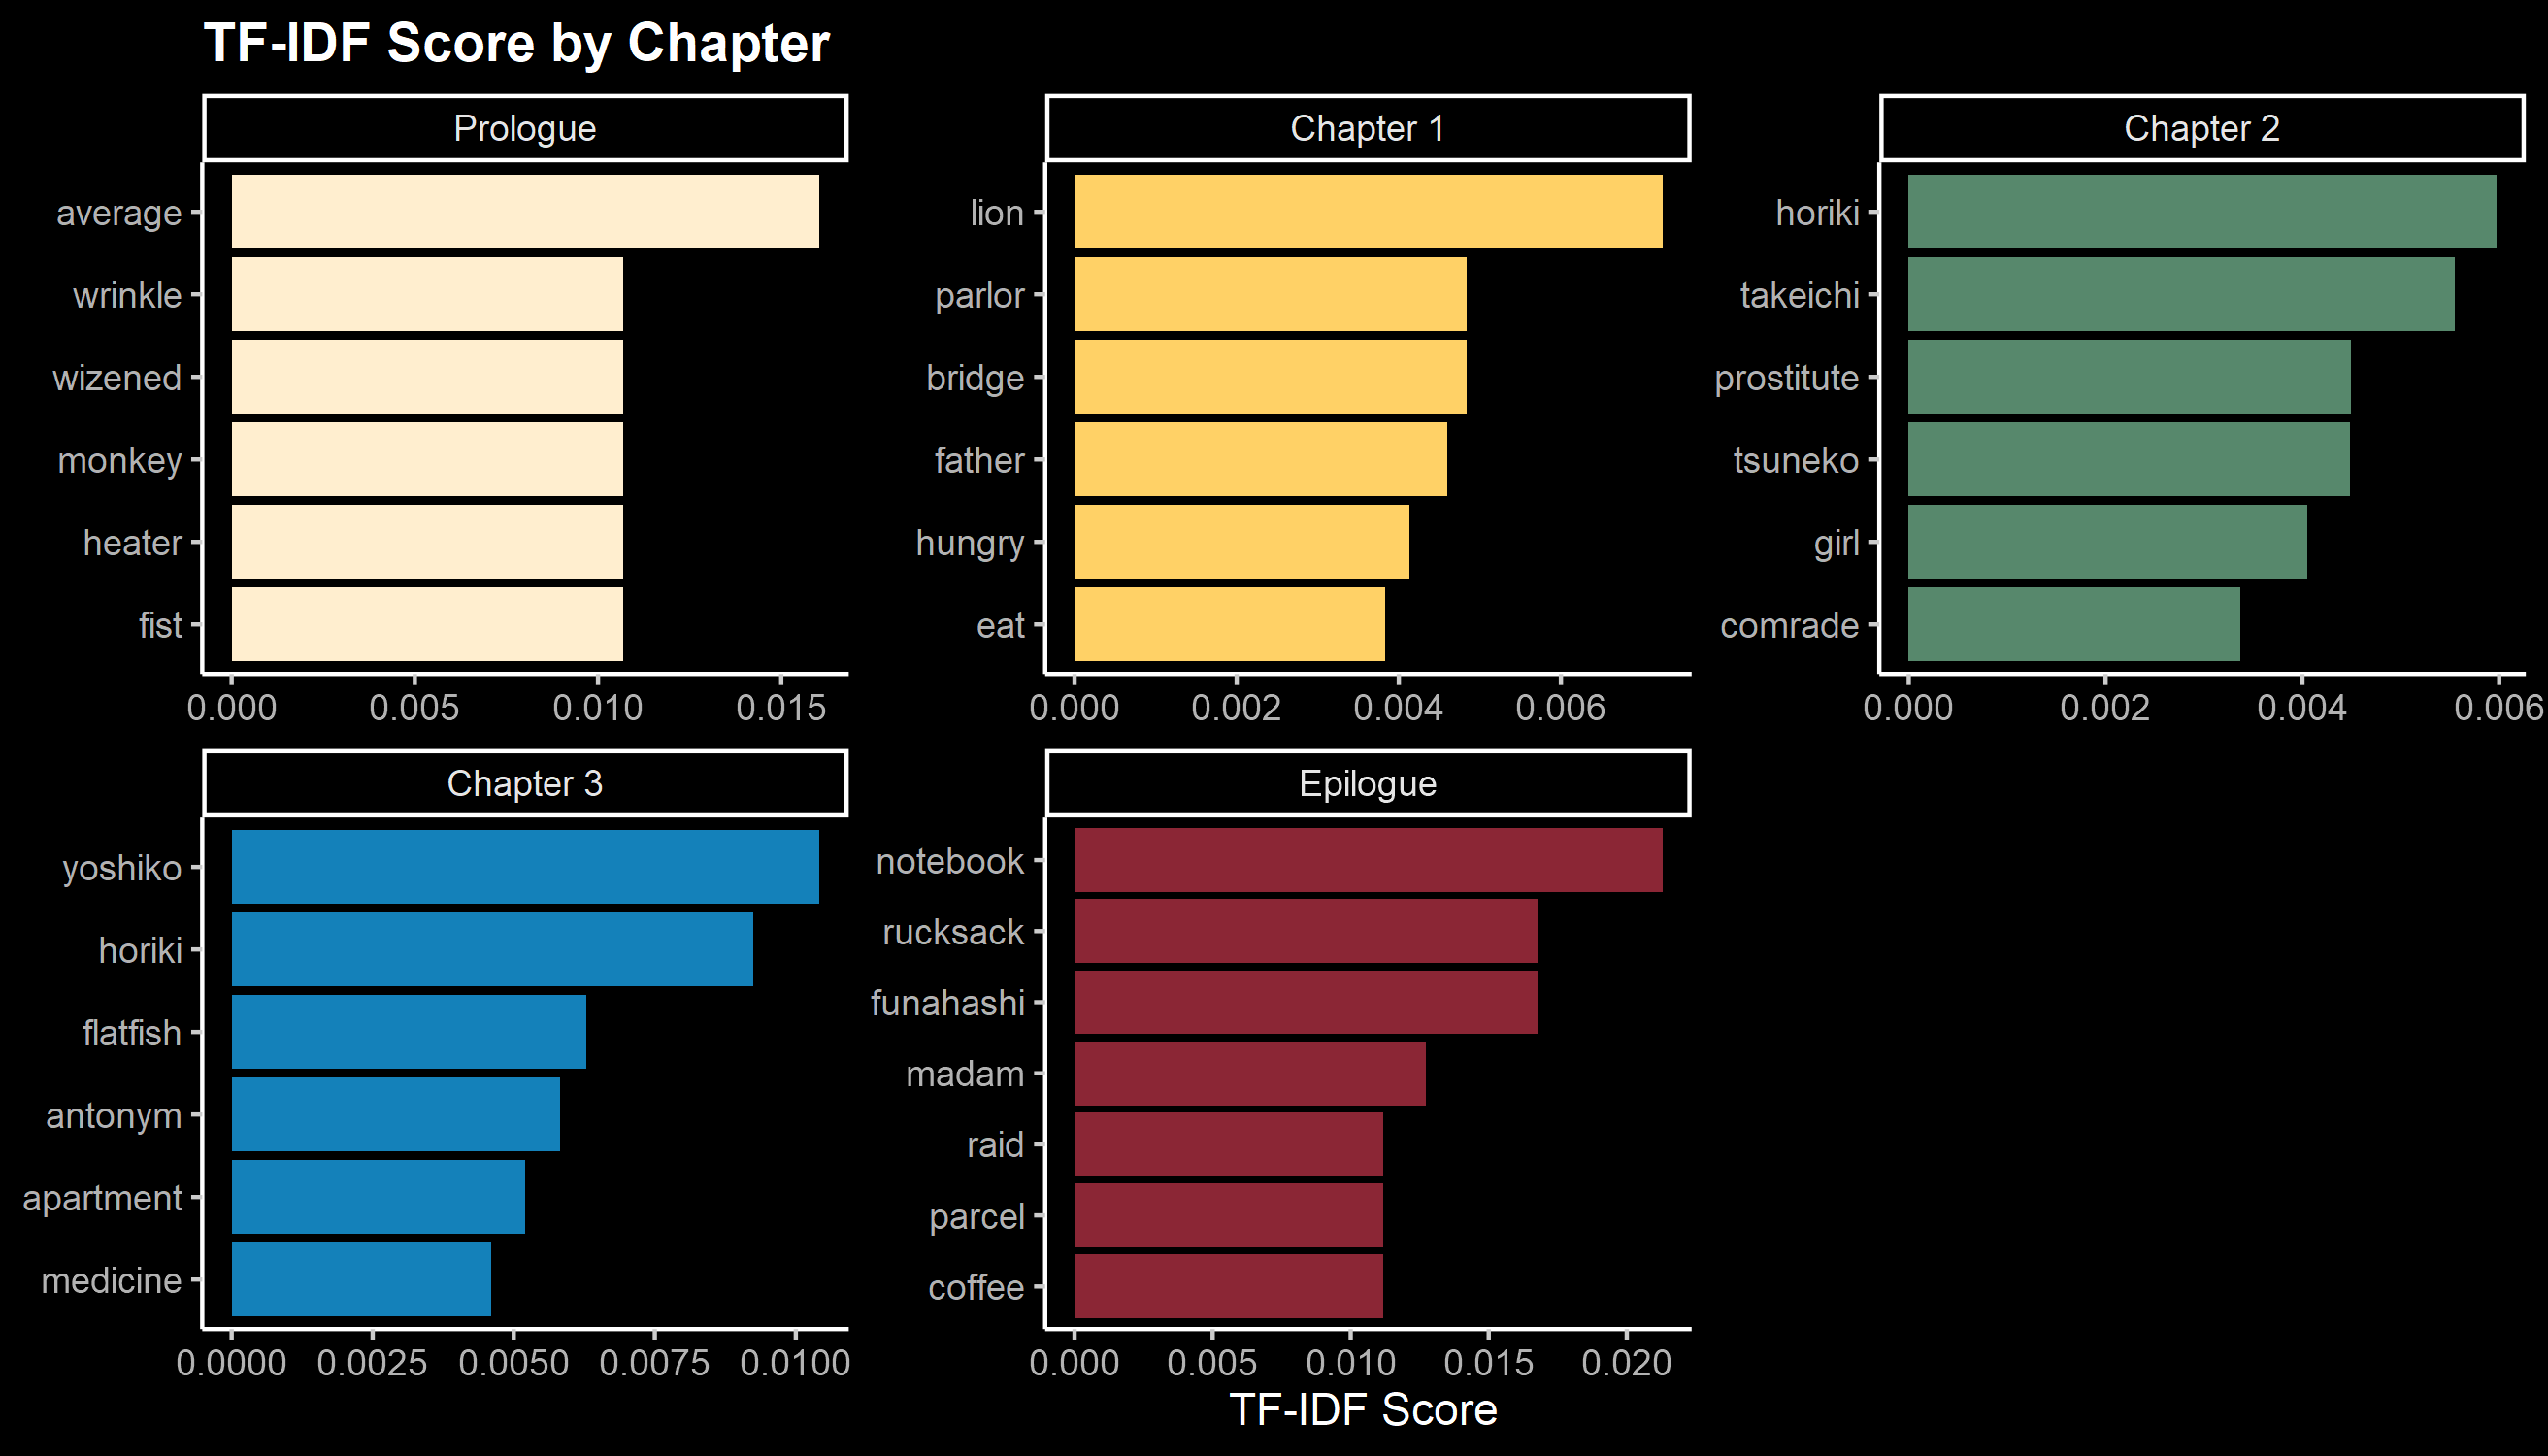 TF-IDF Score by Chapter
Prologue
average
wrinkle
wizened
monkey
heater
fist
0.000 0.005 0.010 0.015
Chapter 1
lion
parlor
bridge
father
hungry
eat
0.000 0.002 0.004 0.006
Chapter 2
horiki
takeichi
prostitute
tsuneko
girl
comrade
0.000 0.002 0.004 0.006
Chapter 3
yoshiko
horiki
flatfish
antonym
apartment
medicine
0.0000 0.0025 0.0050 0.0075 0.0100
Epilogue
notebook
rucksack
funahashi
madam
raid
parcel
coffee
0.000 0.005 0.010 0.015 0.020
TF-IDF Score